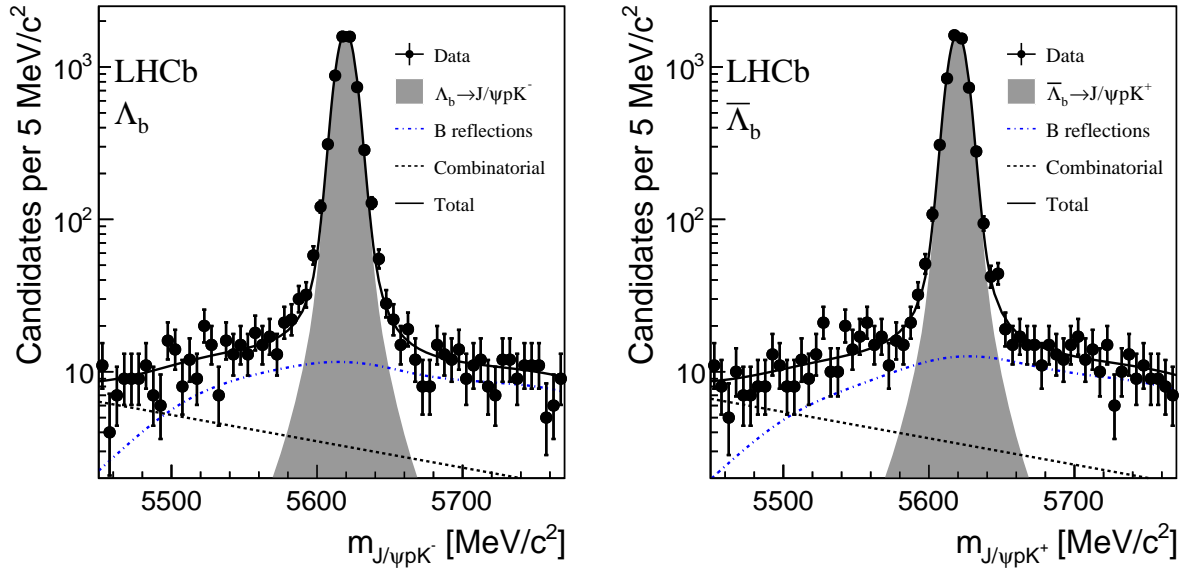 Candidates per 5 MeV/c²
10³
10²
10
LHCb
Λb
Data
Λb→J/ψpK⁻
B reflections
Combinatorial
Total
5500
5600
5700
m_J/ψpK⁻ [MeV/c²]
Candidates per 5 MeV/c²
10³
10²
10
LHCb
Λ̅b
Data
Λ̅b→J/ψpK⁺
B reflections
Combinatorial
Total
5500
5600
5700
m_J/ψpK⁺ [MeV/c²]